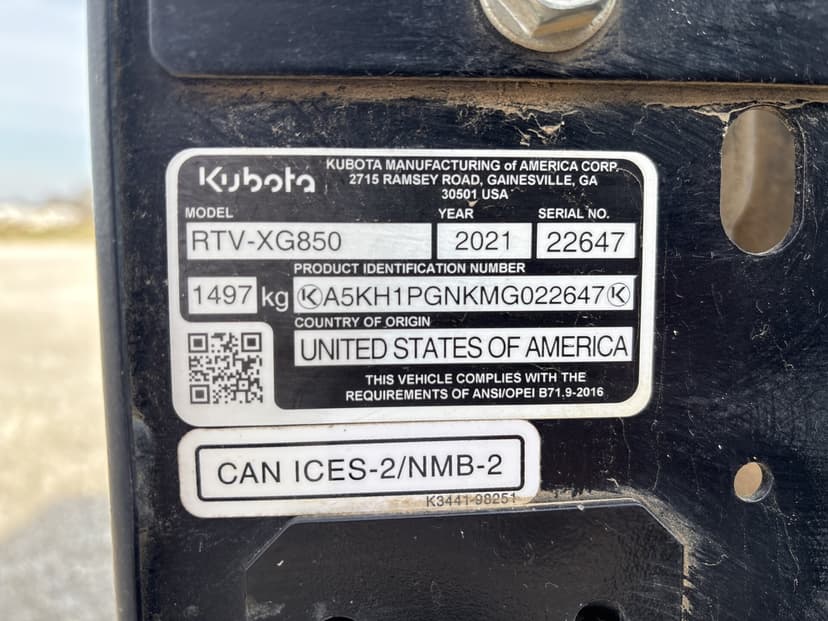 Kubota
KUBOTA MANUFACTURING of AMERICA CORP.
2715 RAMSEY ROAD, GAINESVILLE, GA
30501 USA
MODEL YEAR SERIAL NO.
RTV-XG850 2021 22647
PRODUCT IDENTIFICATION NUMBER
1497 kg A5KH1PGNKMG022647
COUNTRY OF ORIGIN
UNITED STATES OF AMERICA
THIS VEHICLE COMPLIES WITH THE
REQUIREMENTS OF ANSI/OPEI B71.9-2016
CAN ICES-2/NMB-2
K3441-98251